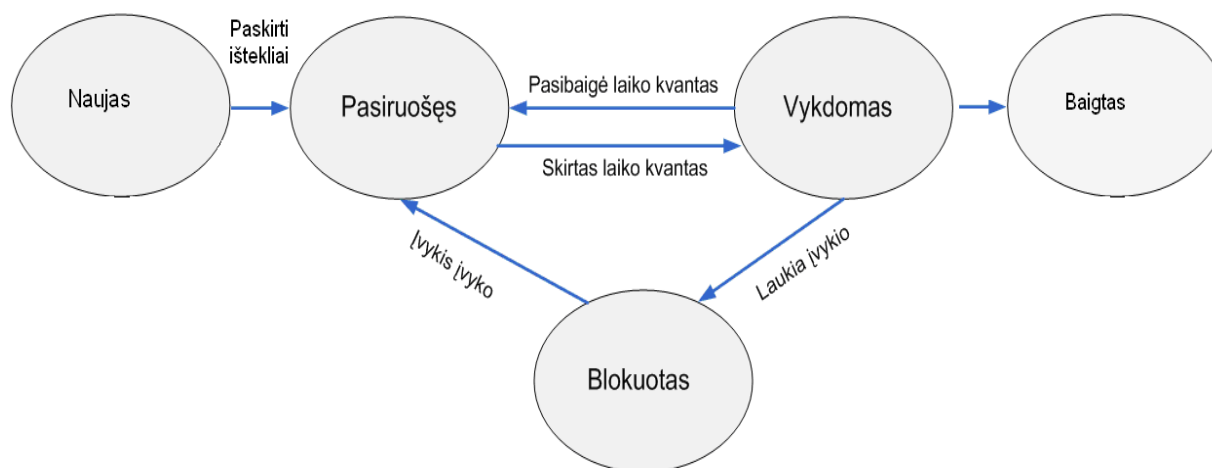 Paskirti
ištekliai
Naujas
Pasiruošęs
Pasibaigė laiko kvantas
Skirtas laiko kvantas
Vykdomas
Baigtas
Įvykis įvyko
Laukia įvykio
Blokuotas